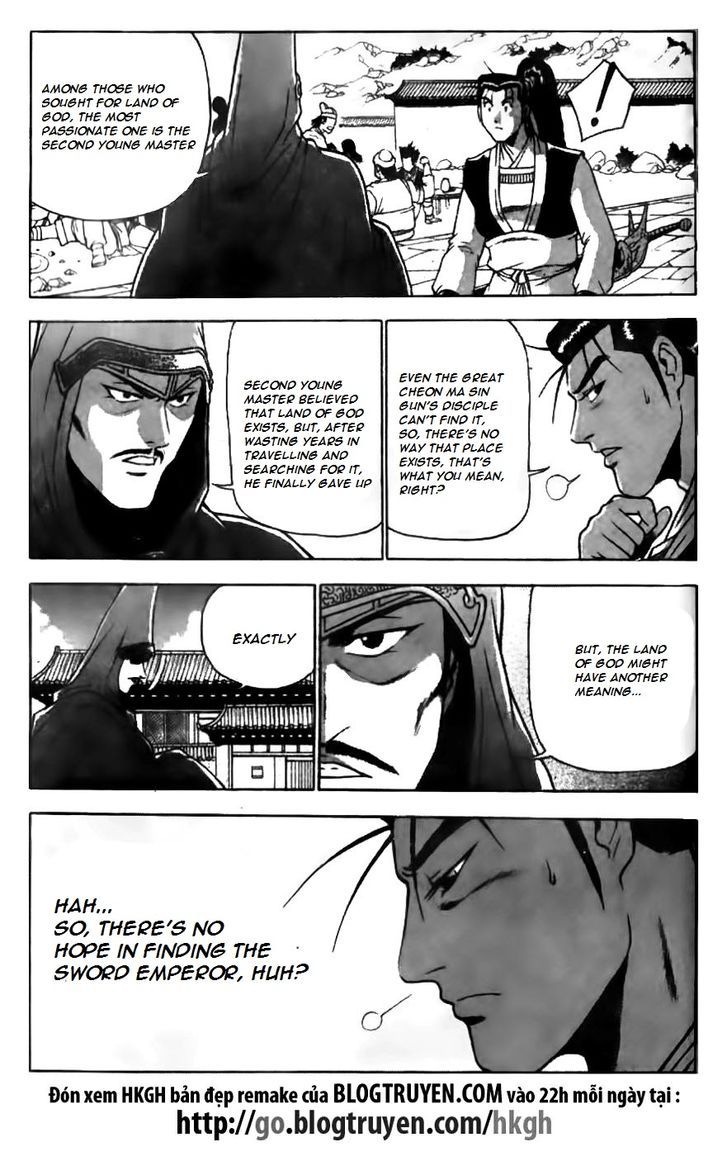 AMONG THOSE WHO
SOUGHT FOR LAND OF
GOD, THE MOST
PASSIONATE ONE IS THE
SECOND YOUNG MASTER
!
SECOND YOUNG
MASTER BELIEVED
THAT LAND OF GOD
EXISTS, BUT, AFTER
WASTING YEARS IN
TRAVELLING AND
SEARCHING FOR IT,
HE FINALLY GAVE UP
EVEN THE GREAT
CHEON MA SIN
GUN'S DISCIPLE
CAN'T FIND IT,
SO, THERE'S NO
WAY THAT PLACE
EXISTS, THAT'S
WHAT YOU MEAN,
RIGHT?
EXACTLY
BUT, THE LAND
OF GOD MIGHT
HAVE ANOTHER
MEANING...
HAH...
SO, THERE'S NO
HOPE IN FINDING THE
SWORD EMPEROR, HUH?
Đón xem HKGH bản đẹp remake của BLOGTRUYEN.COM vào 22h mỗi ngày tại :
http://go.blogtruyen.com/hkgh